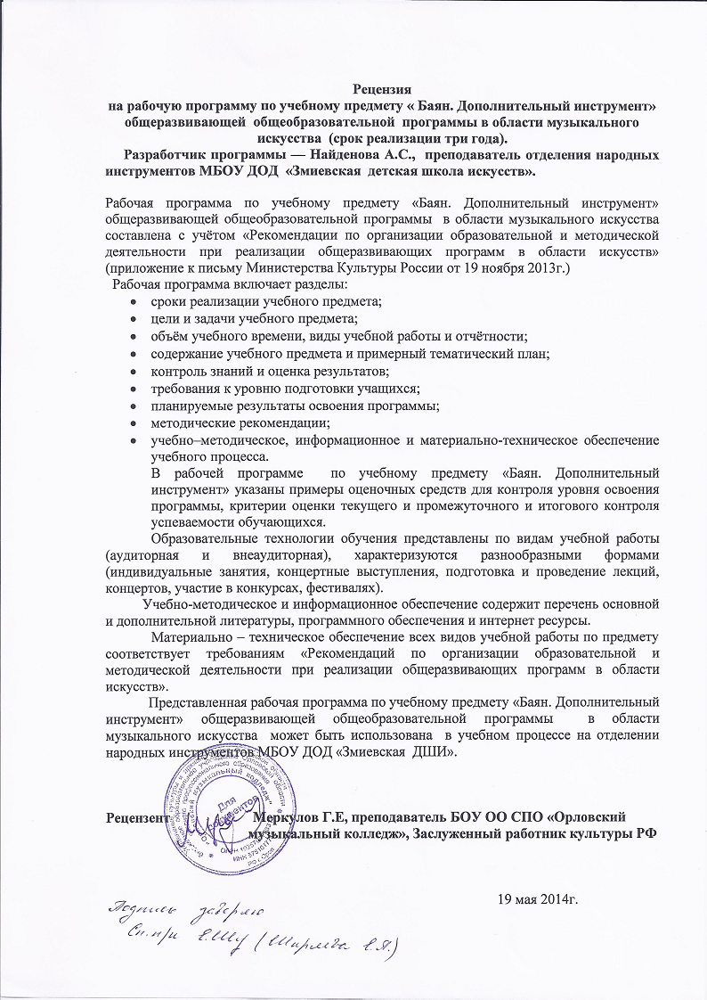 Рецензия
на рабочую программу по учебному предмету « Баян. Дополнительный инструмент»
общеразвивающей общеобразовательной программы в области музыкального
искусства (срок реализации три года).
Разработчик программы — Найденова А.С., преподаватель отделения народных
инструментов МБОУ ДОД «Змиевская детская школа искусств».
Рабочая программа по учебному предмету «Баян. Дополнительный инструмент»
общеразвивающей общеобразовательной программы в области музыкального искусства
составлена с учётом «Рекомендации по организации образовательной и методической
деятельности при реализации общеразвивающих программ в области искусств»
(приложение к письму Министерства Культуры России от 19 ноября 2013г.)
Рабочая программа включает разделы:
• сроки реализации учебного предмета;
• цели и задачи учебного предмета;
• объём учебного времени, виды учебной работы и отчётности;
• содержание учебного предмета и примерный тематический план;
• контроль знаний и оценка результатов;
• требования к уровню подготовки учащихся;
• планируемые результаты освоения программы;
• методические рекомендации;
• учебно–методическое, информационное и материально-техническое обеспечение
учебного процесса.
В рабочей программе по учебному предмету «Баян. Дополнительный
инструмент» указаны примеры оценочных средств для контроля уровня освоения
программы, критерии оценки текущего и промежуточного и итогового контроля
успеваемости обучающихся.
Образовательные технологии обучения представлены по видам учебной работы
(аудиторная и внеаудиторная), характеризуются разнообразными формами
(индивидуальные занятия, концертные выступления, подготовка и проведение лекций,
концертов, участие в конкурсах, фестивалях).
Учебно-методическое и информационное обеспечение содержит перечень основной
и дополнительной литературы, программного обеспечения и интернет ресурсы.
Материально – техническое обеспечение всех видов учебной работы по предмету
соответствует требованиям «Рекомендаций по организации образовательной и
методической деятельности при реализации общеразвивающих программ в области
искусств».
Представленная рабочая программа по учебному предмету «Баян. Дополнительный
инструмент» общеразвивающей общеобразовательной программы в области
музыкального искусства может быть использована в учебном процессе на отделении
народных инструментов МБОУ ДОД «Змиевская ДШИ».
Для
документов
Рецензент Меркулов Г.Е, преподаватель БОУ ОО СПО «Орловский
музыкальный колледж», Заслуженный работник культуры РФ
19 мая 2014г.
Подпись заверяю